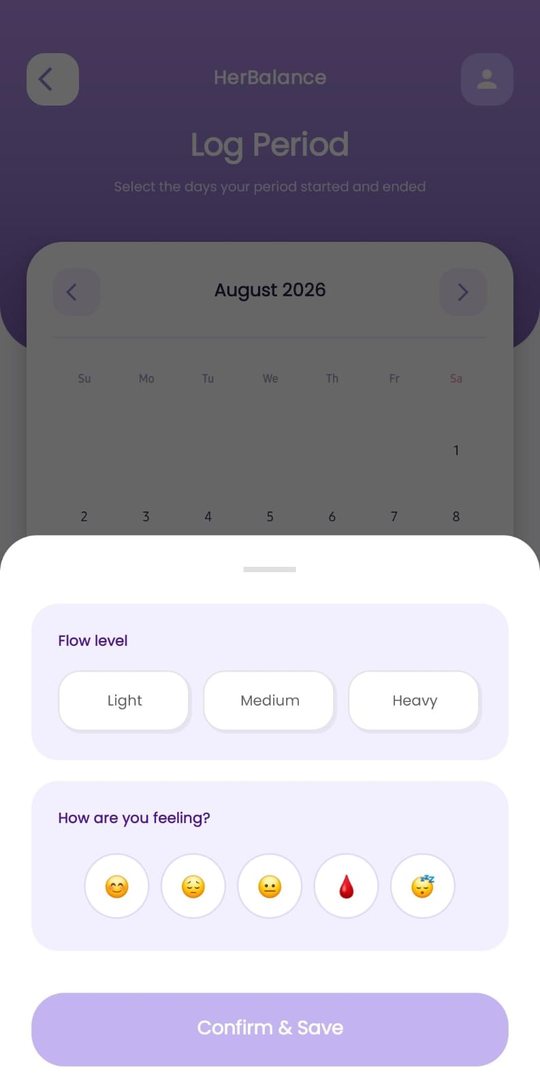 HerBalance
Log Period
Select the days your period started and ended
August 2026
Su Mo Tu We Th Fr Sa
1
2 3 4 5 6 7 8
Flow level
Light Medium Heavy
How are you feeling?
Confirm & Save